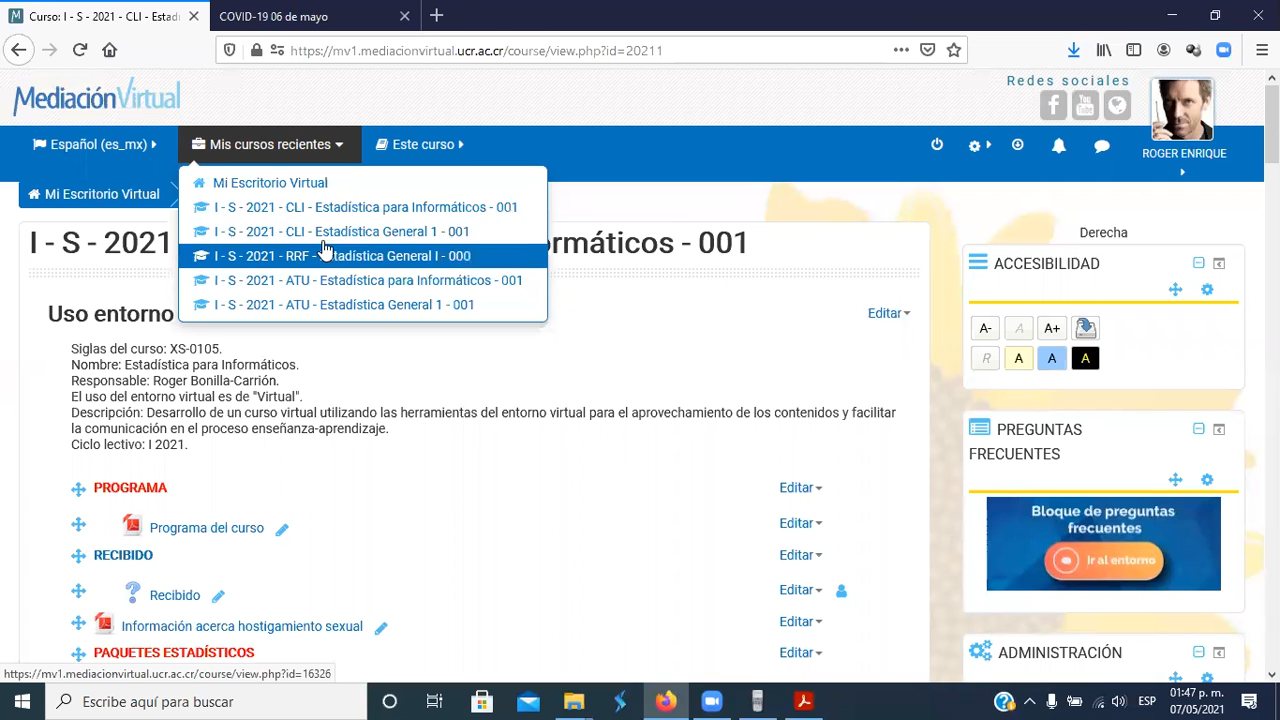 Curso: I - S - 2021 - CLI - Estadí
COVID-19 06 de mayo
https://mv1.mediacionvirtual.ucr.ac.cr/course/view.php?id=20211
MediaciónVirtual
Redes sociales
Español (es_mx)
Mis cursos recientes
Este curso
ROGER ENRIQUE
Mi Escritorio Virtual
Mi Escritorio Virtual
I - S - 2021 - CLI - Estadística para Informáticos - 001
I - S - 2021 - CLI - Estadística General 1 - 001
I - S - 2021 - RRF - Estadística General I - 000
I - S - 2021 - ATU - Estadística para Informáticos - 001
I - S - 2021 - ATU - Estadística General 1 - 001
I - S - 2021 ormáticos - 001
Uso entorno
Editar
Siglas del curso: XS-0105.
Nombre: Estadística para Informáticos.
Responsable: Roger Bonilla-Carrión.
El uso del entorno virtual es de "Virtual".
Descripción: Desarrollo de un curso virtual utilizando las herramientas del entorno virtual para el aprovechamiento de los contenidos y facilitar
la comunicación en el proceso enseñanza-aprendizaje.
Ciclo lectivo: I 2021.
PROGRAMA
Editar
Programa del curso
Editar
RECIBIDO
Editar
Recibido
Editar
Información acerca hostigamiento sexual
Editar
PAQUETES ESTADÍSTICOS
Editar
Derecha
ACCESIBILIDAD
A- A A+
R A A A
PREGUNTAS
FRECUENTES
Bloque de preguntas
frecuentes
Ir al entorno
ADMINISTRACIÓN
https://mv1.mediacionvirtual.ucr.ac.cr/course/view.php?id=16326
Escribe aquí para buscar
ESP
01:47 p. m.
07/05/2021